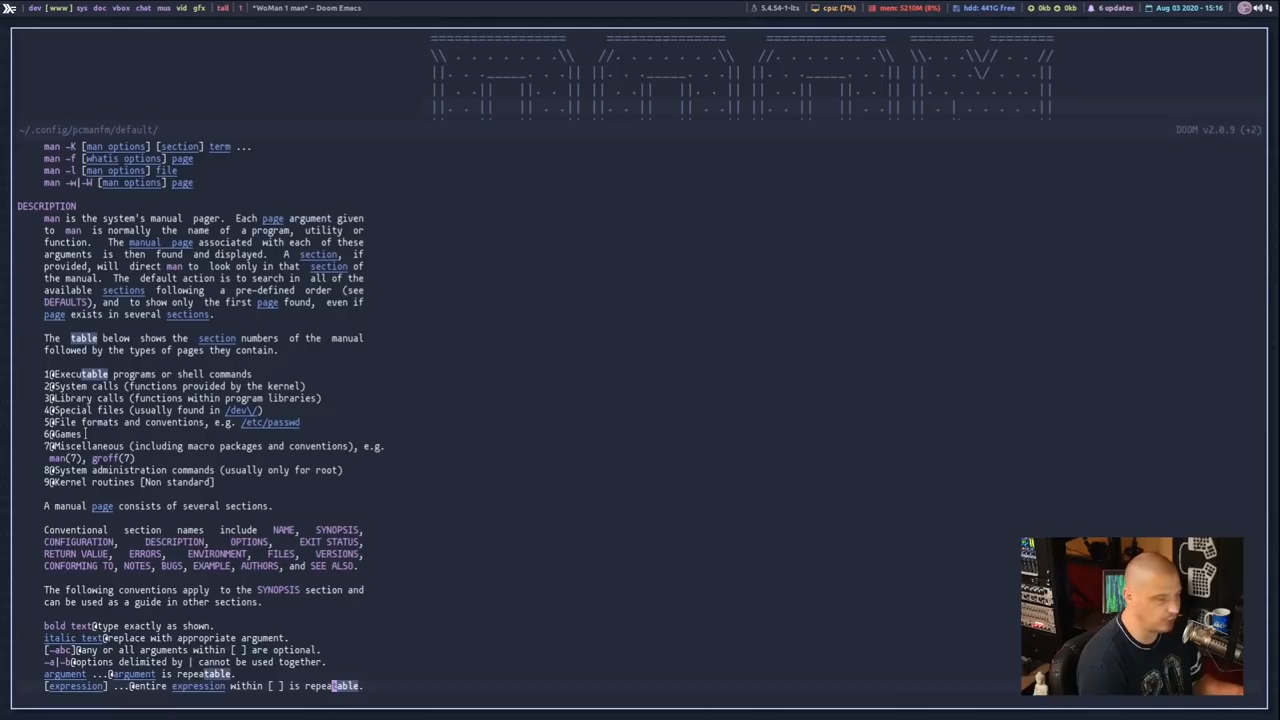 dev [ www ] sys doc vbox chat mus vid gfx | tall | 1 | *WoMan 1 man* – Doom Emacs
5.4.54-1-lts | cpu: (7%) | mem: 5210M (8%) | hdd: 441G free | 0kb 0kb | 6 updates | Aug 03 2020 - 15:16
~/.config/pcmanfm/default/
DOOM v2.0.9 (+2)
man -K [man options] [section] term ...
man -f [whatis options] page
man -l [man options] file
man -w|-W [man options] page
DESCRIPTION
man is the system's manual pager. Each page argument given
to man is normally the name of a program, utility or
function. The manual page associated with each of these
arguments is then found and displayed. A section, if
provided, will direct man to look only in that section of
the manual. The default action is to search in all of the
available sections following a pre-defined order (see
DEFAULTS), and to show only the first page found, even if
page exists in several sections.
The table below shows the section numbers of the manual
followed by the types of pages they contain.
1@Executable programs or shell commands
2@System calls (functions provided by the kernel)
3@Library calls (functions within program libraries)
4@Special files (usually found in /dev\/)
5@File formats and conventions, e.g. /etc/passwd
6@Games
7@Miscellaneous (including macro packages and conventions), e.g.
man(7), groff(7)
8@System administration commands (usually only for root)
9@Kernel routines [Non standard]
A manual page consists of several sections.
Conventional section names include NAME, SYNOPSIS,
CONFIGURATION, DESCRIPTION, OPTIONS, EXIT STATUS,
RETURN VALUE, ERRORS, ENVIRONMENT, FILES, VERSIONS,
CONFORMING TO, NOTES, BUGS, EXAMPLE, AUTHORS, and SEE ALSO.
The following conventions apply to the SYNOPSIS section and
can be used as a guide in other sections.
bold text@type exactly as shown.
italic text@replace with appropriate argument.
[-abc]@any or all arguments within [ ] are optional.
-a|-b@options delimited by | cannot be used together.
argument ...@argument is repeatable.
[expression] ...@entire expression within [ ] is repeatable.